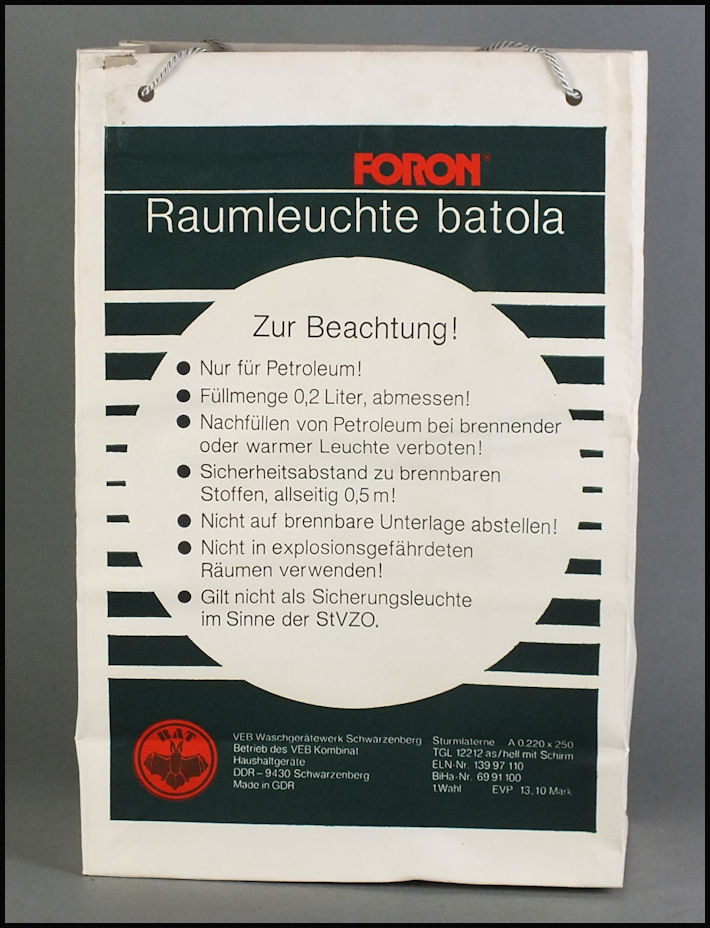 FORON®
Raumleuchte batola
Zur Beachtung!
● Nur für Petroleum!
● Füllmenge 0,2 Liter, abmessen!
● Nachfüllen von Petroleum bei brennender
oder warmer Leuchte verboten!
● Sicherheitsabstand zu brennbaren
Stoffen, allseitig 0,5 m!
● Nicht auf brennbare Unterlage abstellen!
● Nicht in explosionsgefährdeten
Räumen verwenden!
● Gilt nicht als Sicherungsleuchte
im Sinne der StVZO.
BAT
VEB Waschgerätewerk Schwarzenberg
Betrieb des VEB Kombinat
Haushaltgeräte
DDR – 9430 Schwarzenberg
Made in GDR
Sturmlaterne A 0.220 x 250
TGL 12212 as/hell mit Schirm
ELN-Nr. 139 97 110
BiHa-Nr. 69 91 100
1.Wahl EVP 13,10 Mark